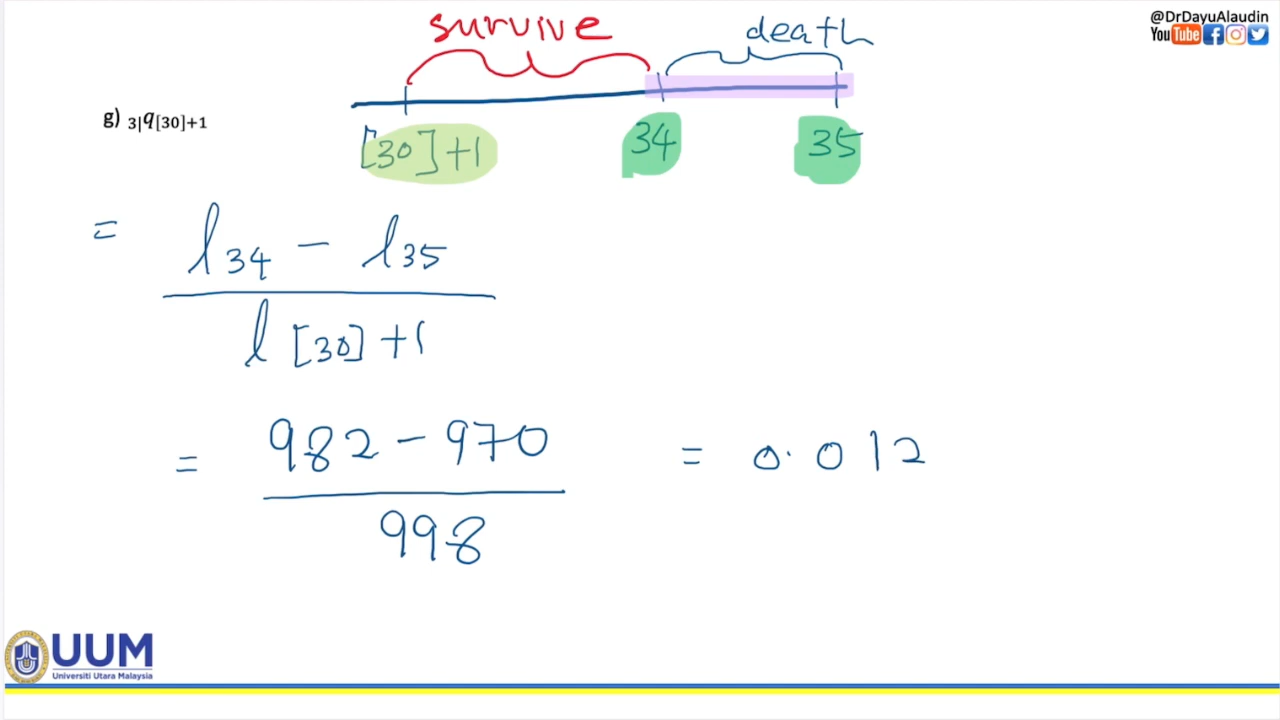 @DrDayuAlaudin
YouTube
survive
death
g) ₃|q[30]+1
[30]+1
34
35
=
l₃₄ - l₃₅
l [30]+1
= 982 - 970
998
= 0.012
UUM
Universiti Utara Malaysia